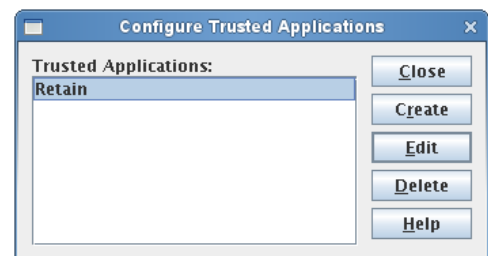 Configure Trusted Applications
Trusted Applications:
Retain
Close
Create
Edit
Delete
Help